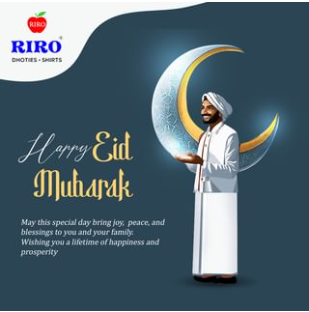 RIRO
RIRO®
DHOTIES • SHIRTS
Happy Eid
Mubarak
May this special day bring joy, peace, and
blessings to you and your family.
Wishing you a lifetime of happiness and
prosperity